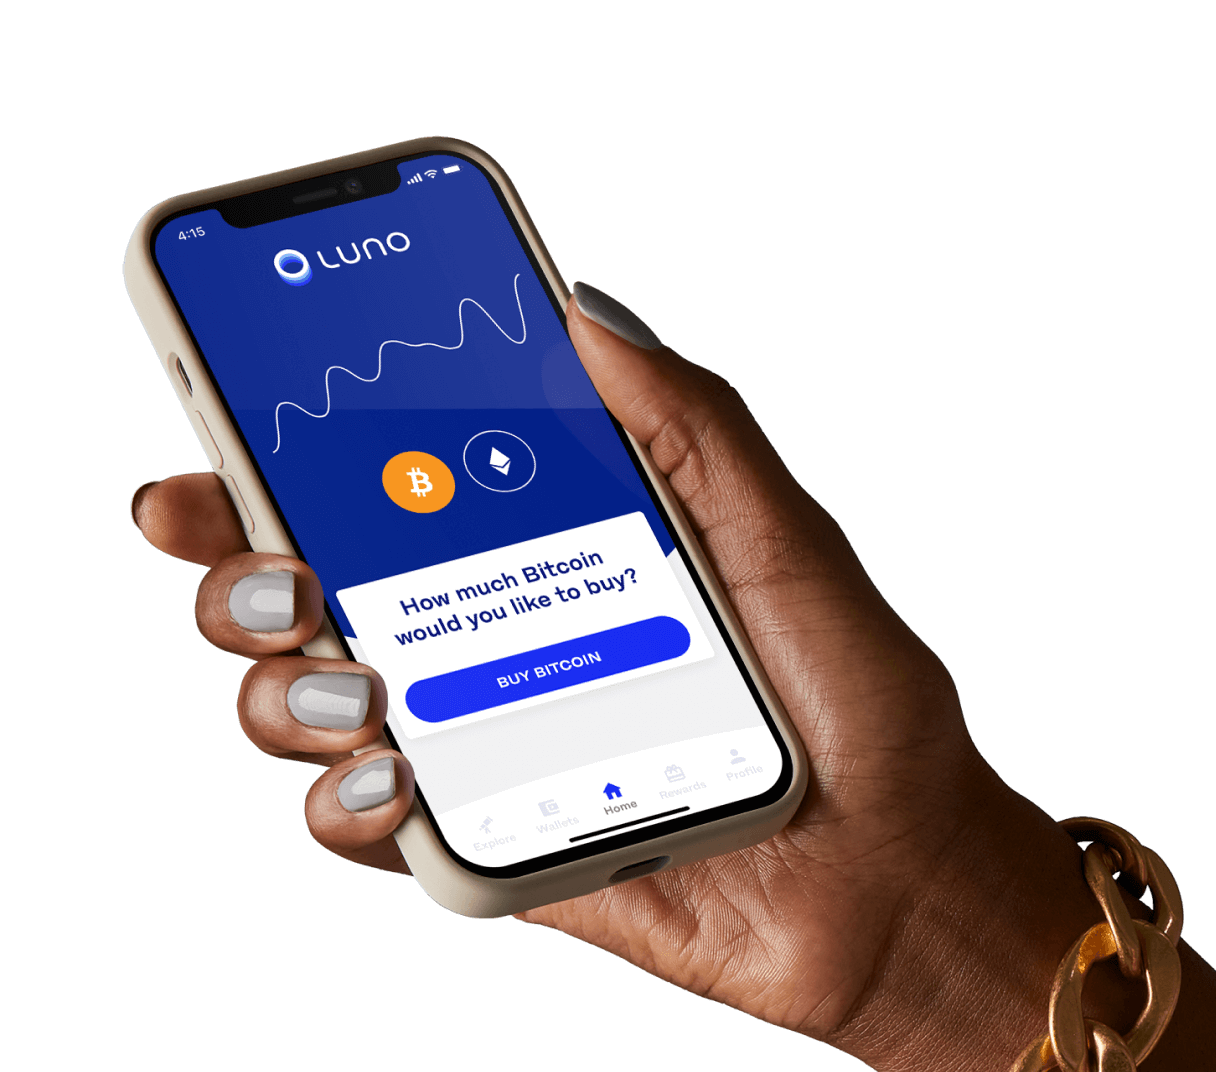 4:15
LUNO
How much Bitcoin
would you like to buy?
BUY BITCOIN
Explore
Wallets
Home
Rewards
Profile